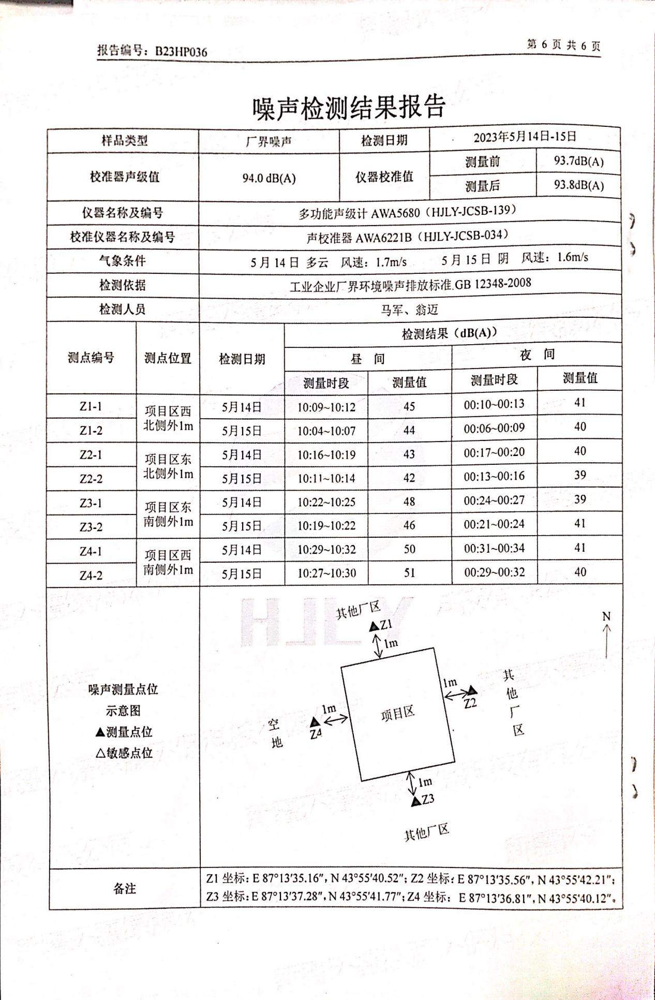 报告编号：B23HP036
第 6 页 共 6 页
噪声检测结果报告
样品类型 厂界噪声 检测日期 2023年5月14日-15日
校准器声级值 94.0 dB(A) 仪器校准值 测量前 93.7dB(A)
测量后 93.8dB(A)
仪器名称及编号 多功能声级计 AWA5680（HJLY-JCSB-139）
校准仪器名称及编号 声校准器 AWA6221B（HJLY-JCSB-034）
气象条件 5 月 14 日 多云 风速：1.7m/s 5 月 15 日 阴 风速：1.6m/s
检测依据 工业企业厂界环境噪声排放标准 GB 12348-2008
检测人员 马军、翁迈
测点编号 测点位置 检测日期 检测结果（dB(A)）
昼 间 夜 间
测量时段 测量值 测量时段 测量值
Z1-1 项目区西北侧外1m 5月14日 10:09~10:12 45 00:10~00:13 41
Z1-2 5月15日 10:04~10:07 44 00:06~00:09 40
Z2-1 项目区东北侧外1m 5月14日 10:16~10:19 43 00:17~00:20 40
Z2-2 5月15日 10:11~10:14 42 00:13~00:16 39
Z3-1 项目区东南侧外1m 5月14日 10:22~10:25 48 00:24~00:27 39
Z3-2 5月15日 10:19~10:22 46 00:21~00:24 41
Z4-1 项目区西南侧外1m 5月14日 10:29~10:32 50 00:31~00:34 41
Z4-2 5月15日 10:27~10:30 51 00:29~00:32 40
噪声测量点位
示意图
▲测量点位
△敏感点位
HJLY
其他厂区
▲Z1
1m
N
1m
▲
Z2
其他厂区
项目区
1m
▲
Z4
空地
1m
▲Z3
其他厂区
备注
Z1 坐标：E 87°13′35.16″，N 43°55′40.52″；Z2 坐标：E 87°13′35.56″，N 43°55′42.21″；
Z3 坐标：E 87°13′37.28″，N 43°55′41.77″；Z4 坐标：E 87°13′36.81″，N 43°55′40.12″。